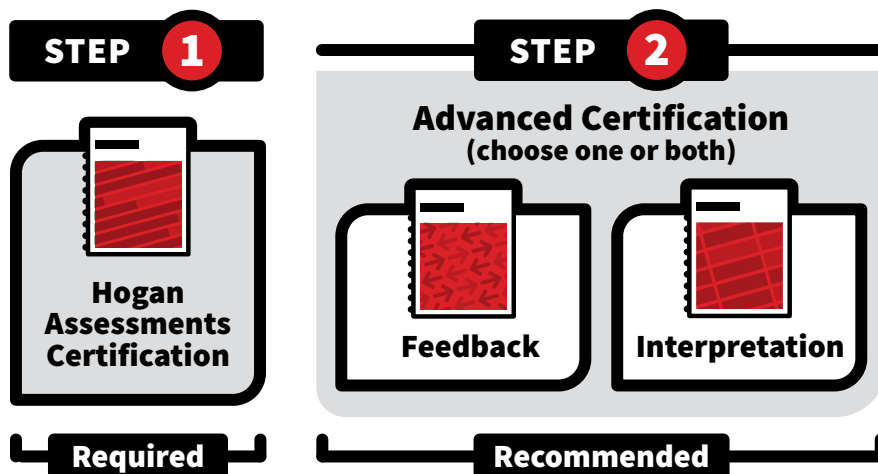 STEP 1
Hogan
Assessments
Certification
Required
STEP 2
Advanced Certification
(choose one or both)
Feedback
Interpretation
Recommended